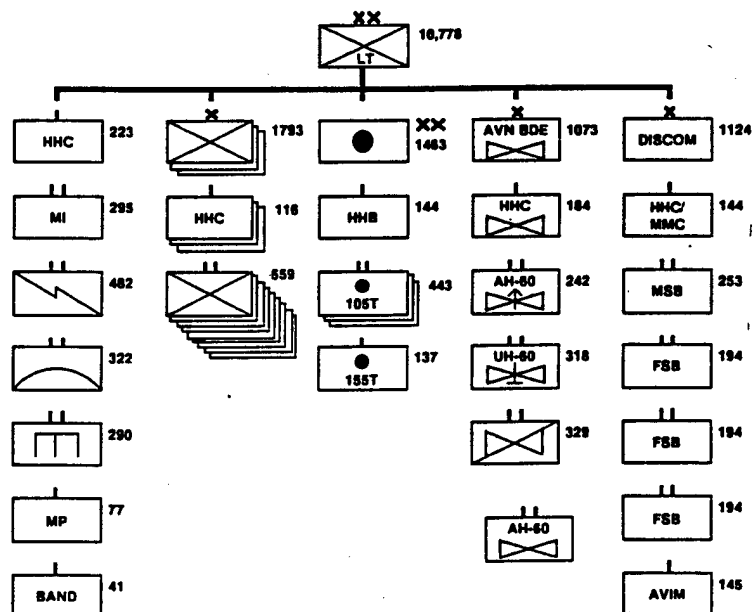 XX
LT
10,778
HHC 223
X 1793
XX
1463
X AVN BDE 1073
X DISCOM 1124
MI 295
HHC 116
HHB 144
HHC 184
HHC/
MMC 144
482
559
105T 443
AH-60 242
MSB 253
322
155T 137
UH-60 318
FSB 194
290
329
FSB 194
MP 77
AH-60
FSB 194
BAND 41
AVIM 145